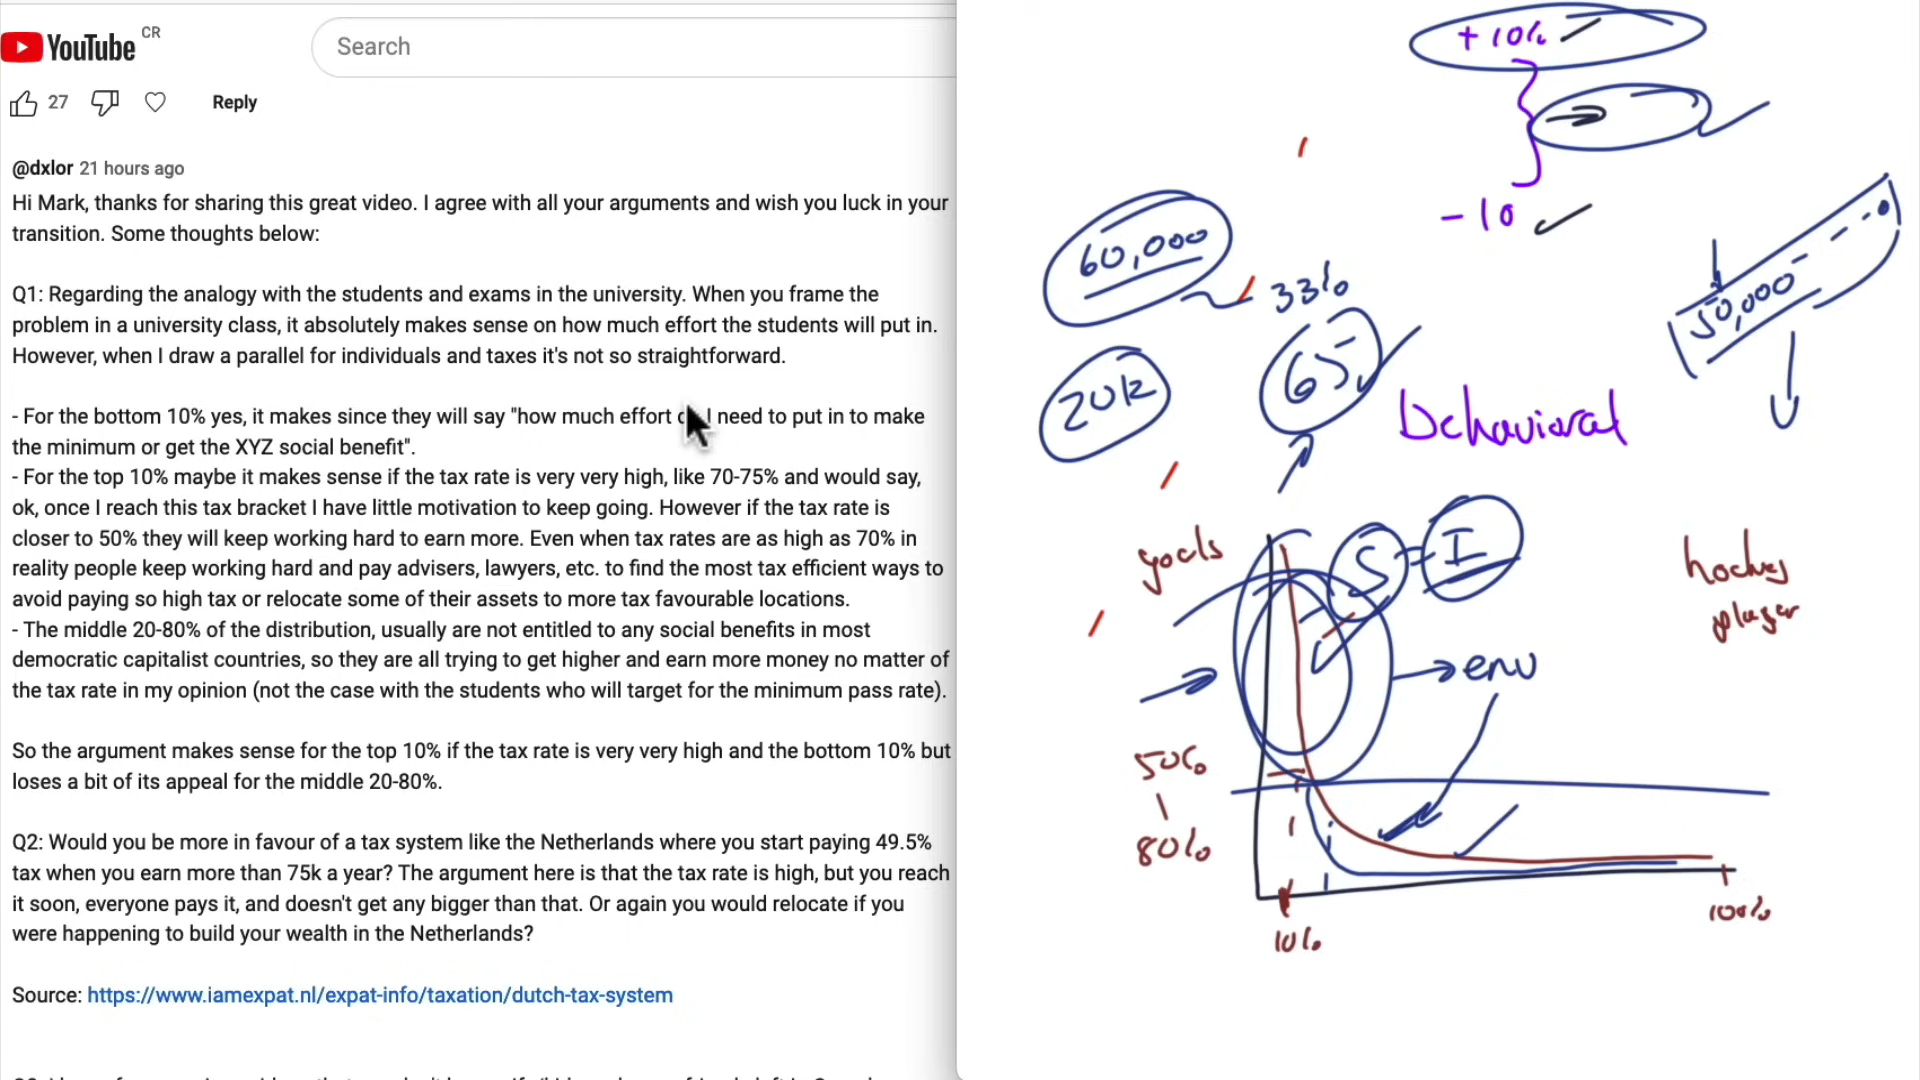 YouTube CR
Search
27 Reply
@dxlor 21 hours ago
Hi Mark, thanks for sharing this great video. I agree with all your arguments and wish you luck in your
transition. Some thoughts below:
Q1: Regarding the analogy with the students and exams in the university. When you frame the
problem in a university class, it absolutely makes sense on how much effort the students will put in.
However, when I draw a parallel for individuals and taxes it's not so straightforward.
- For the bottom 10% yes, it makes since they will say "how much effort I need to put in to make
the minimum or get the XYZ social benefit".
- For the top 10% maybe it makes sense if the tax rate is very very high, like 70-75% and would say,
ok, once I reach this tax bracket I have little motivation to keep going. However if the tax rate is
closer to 50% they will keep working hard to earn more. Even when tax rates are as high as 70% in
reality people keep working hard and pay advisers, lawyers, etc. to find the most tax efficient ways to
avoid paying so high tax or relocate some of their assets to more tax favourable locations.
- The middle 20-80% of the distribution, usually are not entitled to any social benefits in most
democratic capitalist countries, so they are all trying to get higher and earn more money no matter of
the tax rate in my opinion (not the case with the students who will target for the minimum pass rate).
So the argument makes sense for the top 10% if the tax rate is very very high and the bottom 10% but
loses a bit of its appeal for the middle 20-80%.
Q2: Would you be more in favour of a tax system like the Netherlands where you start paying 49.5%
tax when you earn more than 75k a year? The argument here is that the tax rate is high, but you reach
it soon, everyone pays it, and doesn't get any bigger than that. Or again you would relocate if you
were happening to build your wealth in the Netherlands?
Source: https://www.iamexpat.nl/expat-info/taxation/dutch-tax-system
+10%
-10
60,000
33%
50,000
20k
65
Behavioral
goals
S
I
hockey
player
env
50%
80%
10%
100%